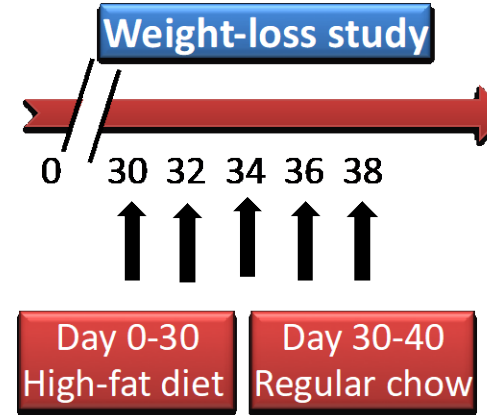 Weight-loss study
0 30 32 34 36 38
Day 0-30
High-fat diet
Day 30-40
Regular chow